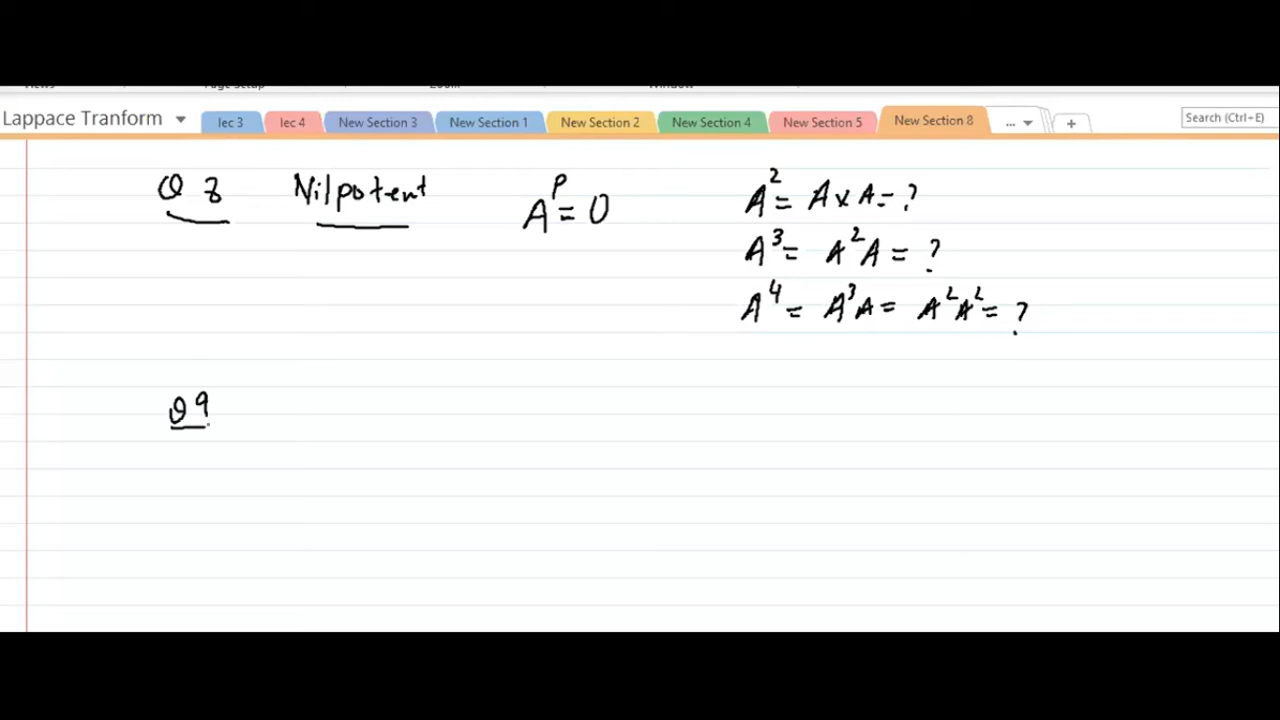 Lappace Tranform lec 3 lec 4 New Section 3 New Section 1 New Section 2 New Section 4 New Section 5 New Section 8 ... + Search (Ctrl+E)
Q 8 Nilpotent A^p = 0
A^2 = A × A = ?
A^3 = A^2 A = ?
A^4 = A^3 A = A^2 A^2 = ?
Q 9